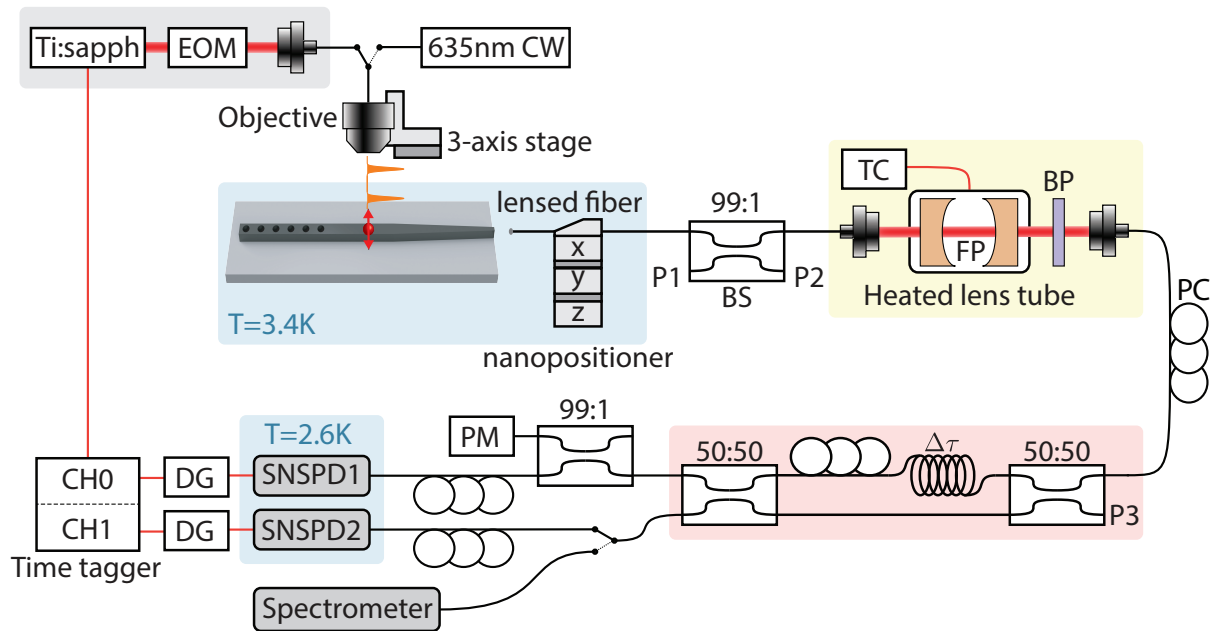 Ti:sapph
EOM
635nm CW
Objective
3-axis stage
lensed fiber
x
y
z
T=3.4K
nanopositioner
99:1
P1
P2
BS
TC
BP
FP
Heated lens tube
PC
99:1
PM
50:50
Δτ
50:50
P3
T=2.6K
CH0
DG
SNSPD1
CH1
DG
SNSPD2
Time tagger
Spectrometer